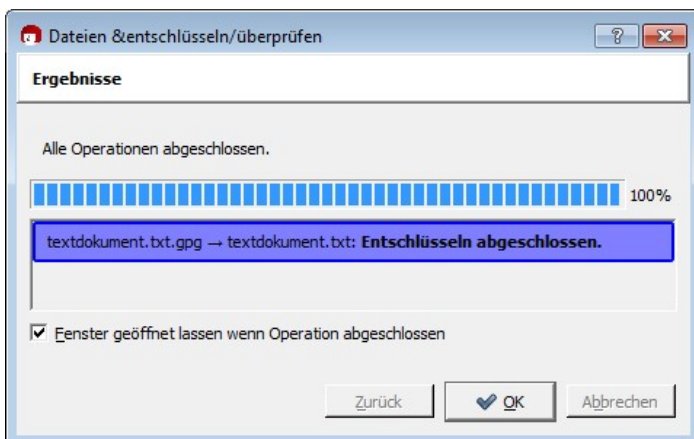 Dateien &entschlüsseln/überprüfen
Ergebnisse
Alle Operationen abgeschlossen.
100%
textdokument.txt.gpg → textdokument.txt: Entschlüsseln abgeschlossen.
Fenster geöffnet lassen wenn Operation abgeschlossen
Zurück OK Abbrechen